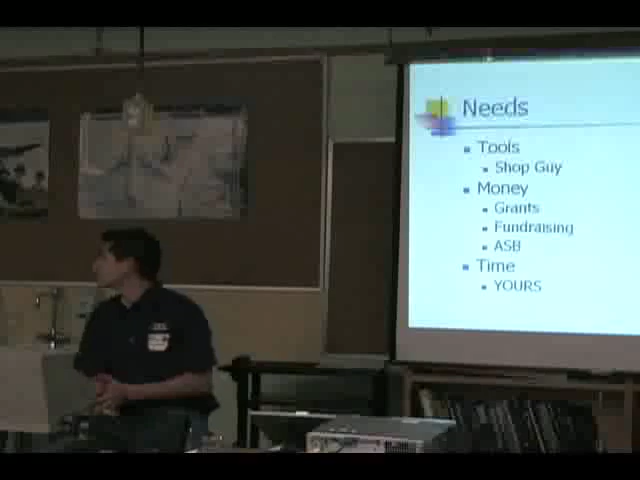 Needs
Tools
Shop Guy
Money
Grants
Fundraising
ASB
Time
YOURS